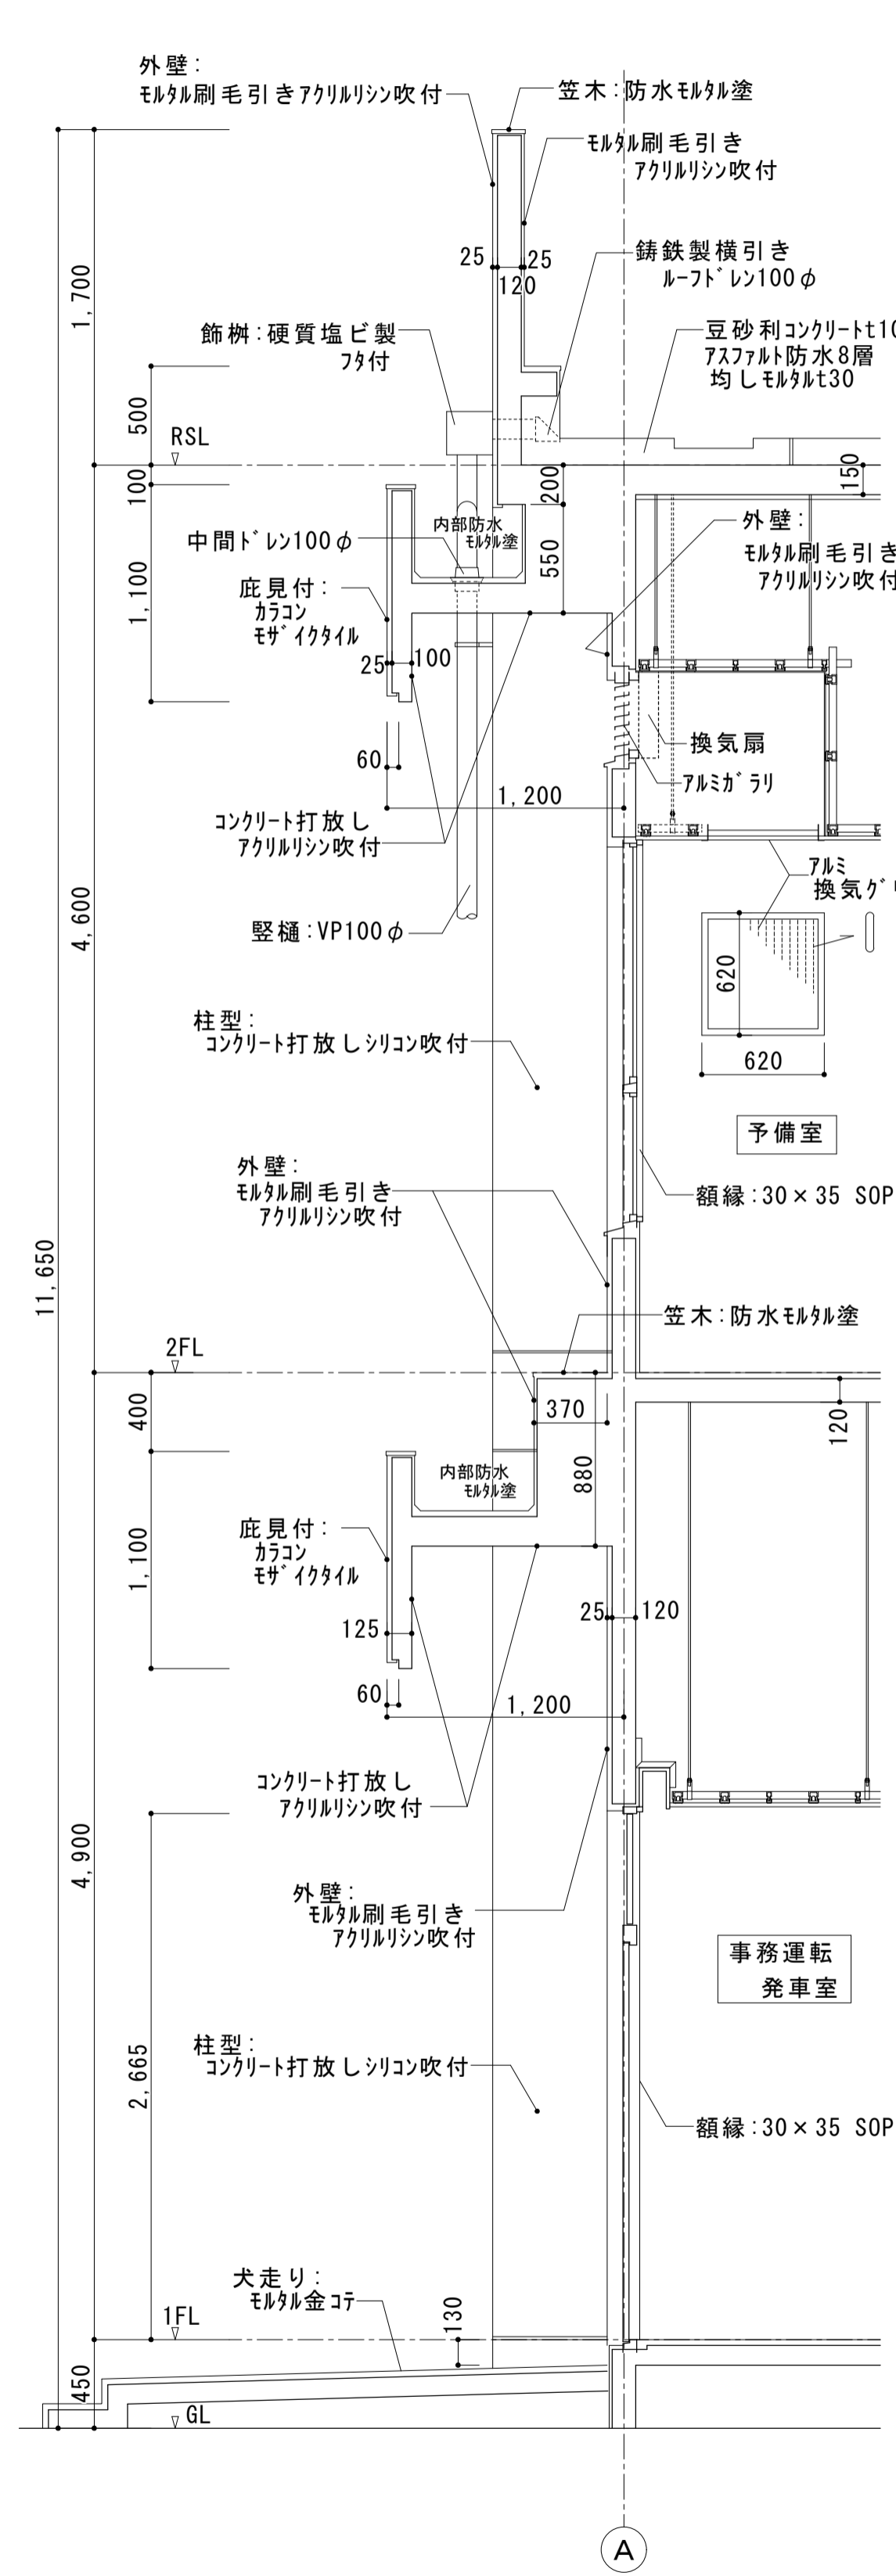 外壁:
ﾓﾙﾀﾙ刷毛引きｱｸﾘﾙﾘｼﾝ吹付
笠木:防水ﾓﾙﾀﾙ塗
ﾓﾙﾀﾙ刷毛引き
ｱｸﾘﾙﾘｼﾝ吹付
1,700
25
25
120
鋳鉄製横引き
ﾙｰﾌﾄﾞﾚﾝ100φ
飾桝:硬質塩ビ製
ﾌﾀ付
豆砂利ｺﾝｸﾘｰﾄt10
ｱｽﾌｧﾙﾄ防水8層
均しﾓﾙﾀﾙt30
500
RSL
100
200
150
内部防水
ﾓﾙﾀﾙ塗
外壁:
ﾓﾙﾀﾙ刷毛引き
ｱｸﾘﾙﾘｼﾝ吹付
中間ﾄﾞﾚﾝ100φ
550
1,100
庇見付:
ｶﾗｺﾝ
ﾓｻﾞｲｸﾀｲﾙ
25
100
換気扇
60
ｱﾙﾐｶﾞﾗﾘ
1,200
ｺﾝｸﾘｰﾄ打放し
ｱｸﾘﾙﾘｼﾝ吹付
ｱﾙﾐ
換気ｸﾞ
4,600
竪樋:VP100φ
620
620
柱型:
ｺﾝｸﾘｰﾄ打放しｼﾘｺﾝ吹付
予備室
外壁:
ﾓﾙﾀﾙ刷毛引き
ｱｸﾘﾙﾘｼﾝ吹付
額縁:30×35 SOP
11,650
笠木:防水ﾓﾙﾀﾙ塗
2FL
400
370
120
880
内部防水
ﾓﾙﾀﾙ塗
庇見付:
ｶﾗｺﾝ
ﾓｻﾞｲｸﾀｲﾙ
1,100
125
25
120
60
1,200
ｺﾝｸﾘｰﾄ打放し
ｱｸﾘﾙﾘｼﾝ吹付
4,900
外壁:
ﾓﾙﾀﾙ刷毛引き
ｱｸﾘﾙﾘｼﾝ吹付
事務運転
発車室
柱型:
ｺﾝｸﾘｰﾄ打放しｼﾘｺﾝ吹付
2,665
額縁:30×35 SOP
犬走り:
ﾓﾙﾀﾙ金ｺﾃ
1FL
130
450
GL
A